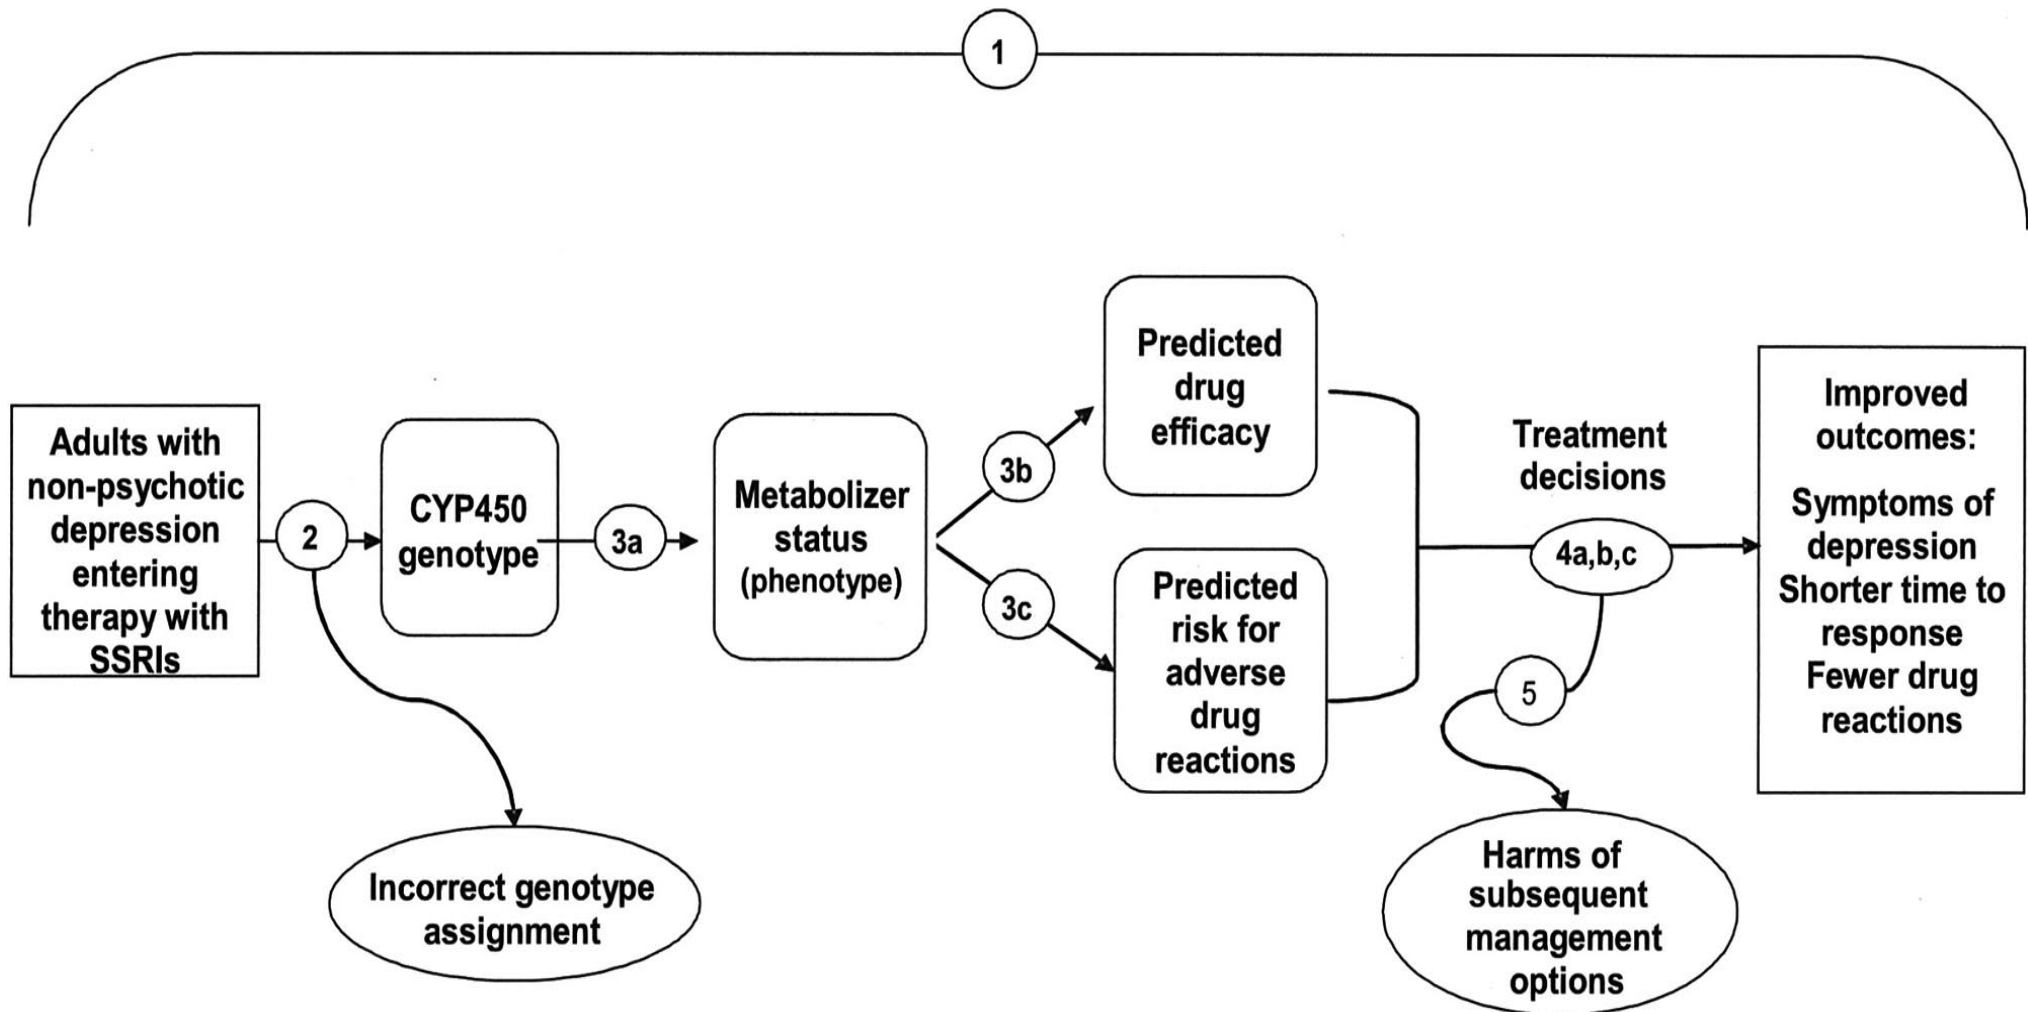 1
Adults with
non-psychotic
depression
entering
therapy with
SSRIs
2
CYP450
genotype
3a
Metabolizer
status
(phenotype)
3b
3c
Predicted
drug
efficacy
Predicted
risk for
adverse
drug
reactions
Treatment
decisions
4a,b,c
5
Improved
outcomes:
Symptoms of
depression
Shorter time to
response
Fewer drug
reactions
Incorrect genotype
assignment
Harms of
subsequent
management
options